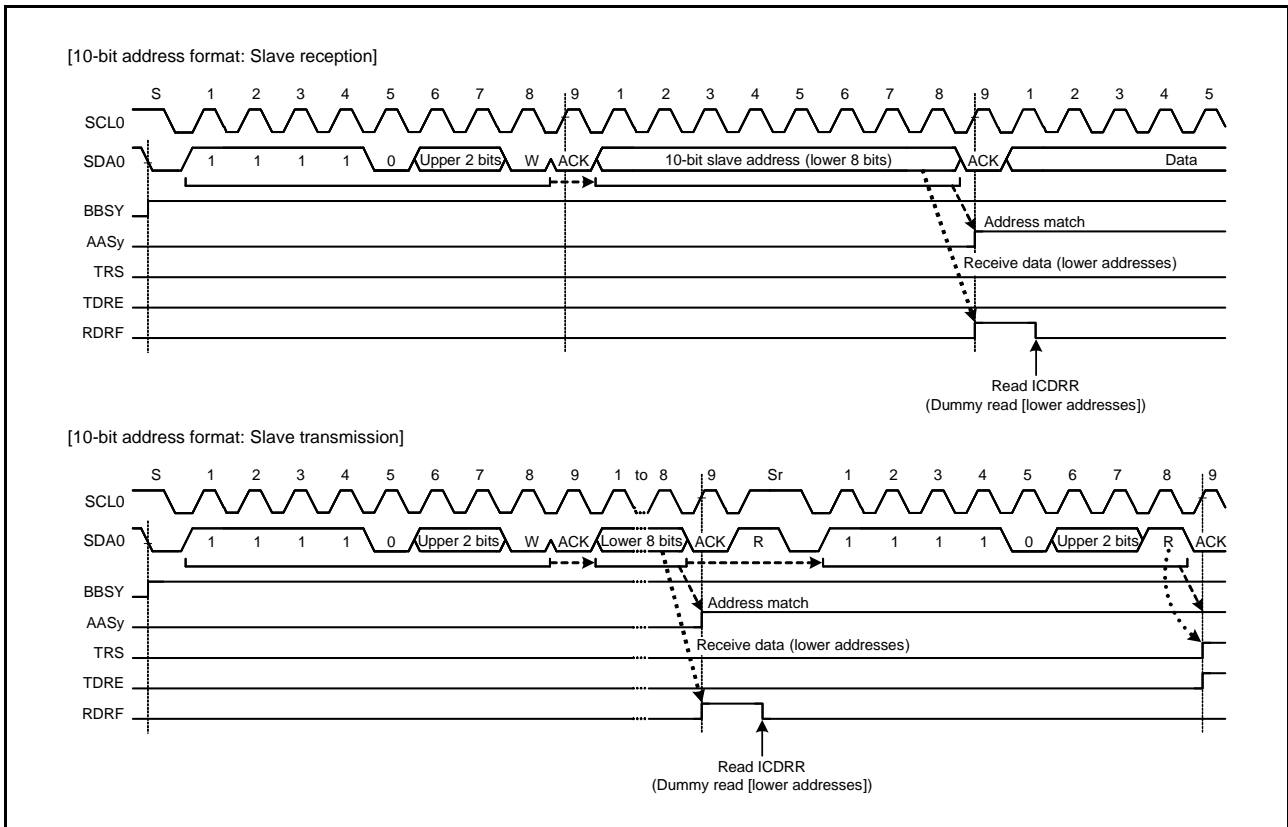 [10-bit address format: Slave reception]
S 1 2 3 4 5 6 7 8 9 1 2 3 4 5 6 7 8 9 1 2 3 4 5
SCL0
SDA0 1 1 1 1 0 Upper 2 bits W ACK 10-bit slave address (lower 8 bits) ACK Data
BBSY
Address match
AASy
Receive data (lower addresses)
TRS
TDRE
RDRF
Read ICDRR
(Dummy read [lower addresses])
[10-bit address format: Slave transmission]
S 1 2 3 4 5 6 7 8 9 1 to 8 9 Sr 1 2 3 4 5 6 7 8 9
SCL0
SDA0 1 1 1 1 0 Upper 2 bits W ACK Lower 8 bits ACK R 1 1 1 1 0 Upper 2 bits R ACK
BBSY
Address match
AASy
Receive data (lower addresses)
TRS
TDRE
RDRF
Read ICDRR
(Dummy read [lower addresses])